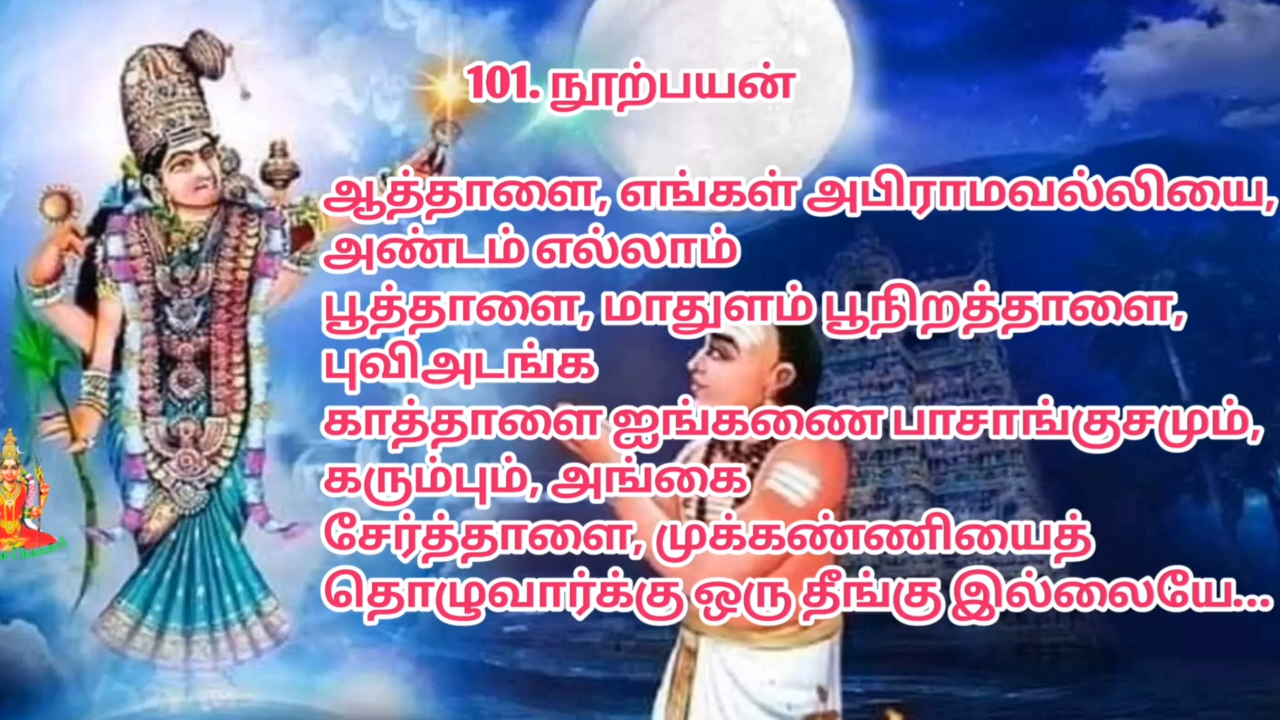 101. நூற்பயன்
ஆத்தாளை, எங்கள் அபிராமவல்லியை,
அண்டம் எல்லாம்
பூத்தாளை, மாதுளம் பூநிறத்தாளை,
புவிஅடங்க
காத்தாளை ஐங்கணை பாசாங்குசமும்,
கரும்பும், அங்கை
சேர்த்தாளை, முக்கண்ணியைத்
தொழுவார்க்கு ஒரு தீங்கு இல்லையே...